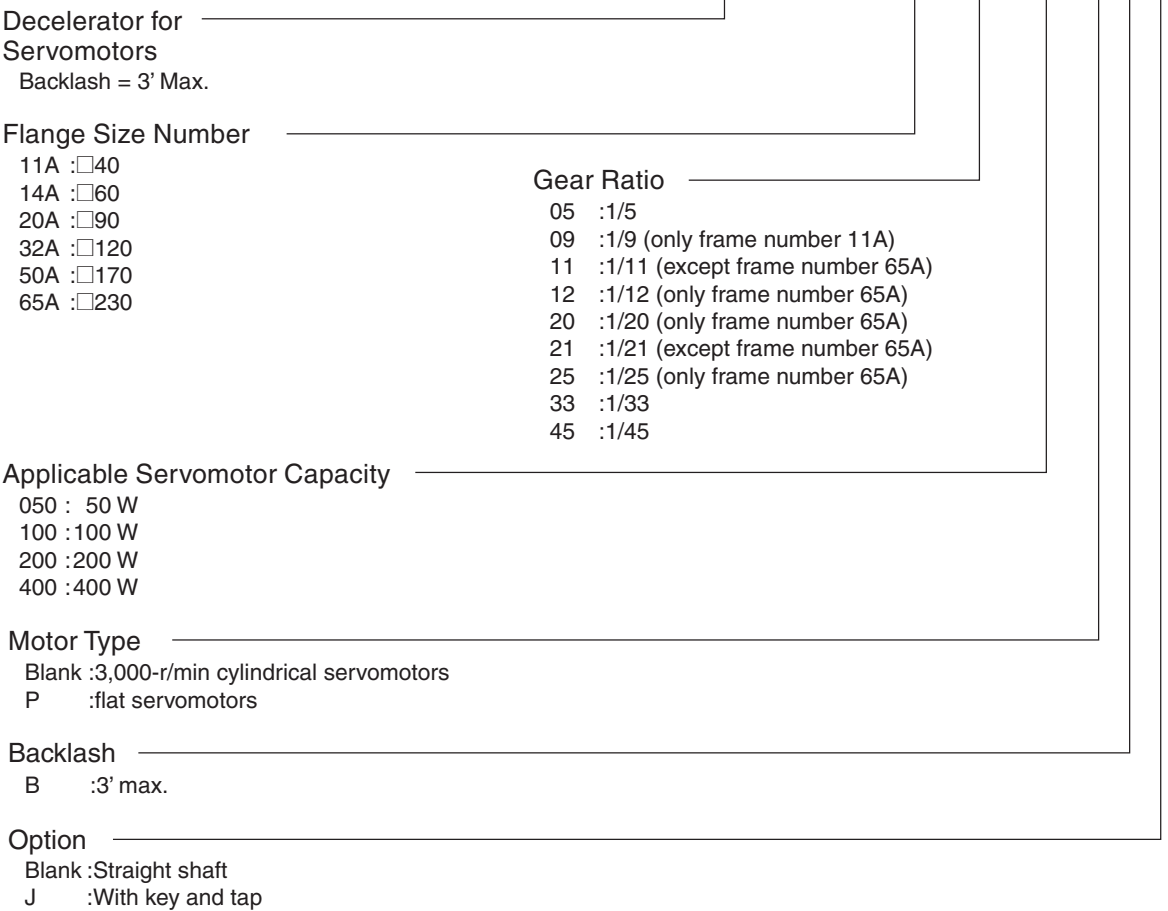 Decelerator for
Servomotors
Backlash = 3’ Max.
Flange Size Number
11A :□40
14A :□60
20A :□90
32A :□120
50A :□170
65A :□230
Gear Ratio
05 :1/5
09 :1/9 (only frame number 11A)
11 :1/11 (except frame number 65A)
12 :1/12 (only frame number 65A)
20 :1/20 (only frame number 65A)
21 :1/21 (except frame number 65A)
25 :1/25 (only frame number 65A)
33 :1/33
45 :1/45
Applicable Servomotor Capacity
050 : 50 W
100 :100 W
200 :200 W
400 :400 W
Motor Type
Blank :3,000-r/min cylindrical servomotors
P :flat servomotors
Backlash
B :3’ max.
Option
Blank :Straight shaft
J :With key and tap